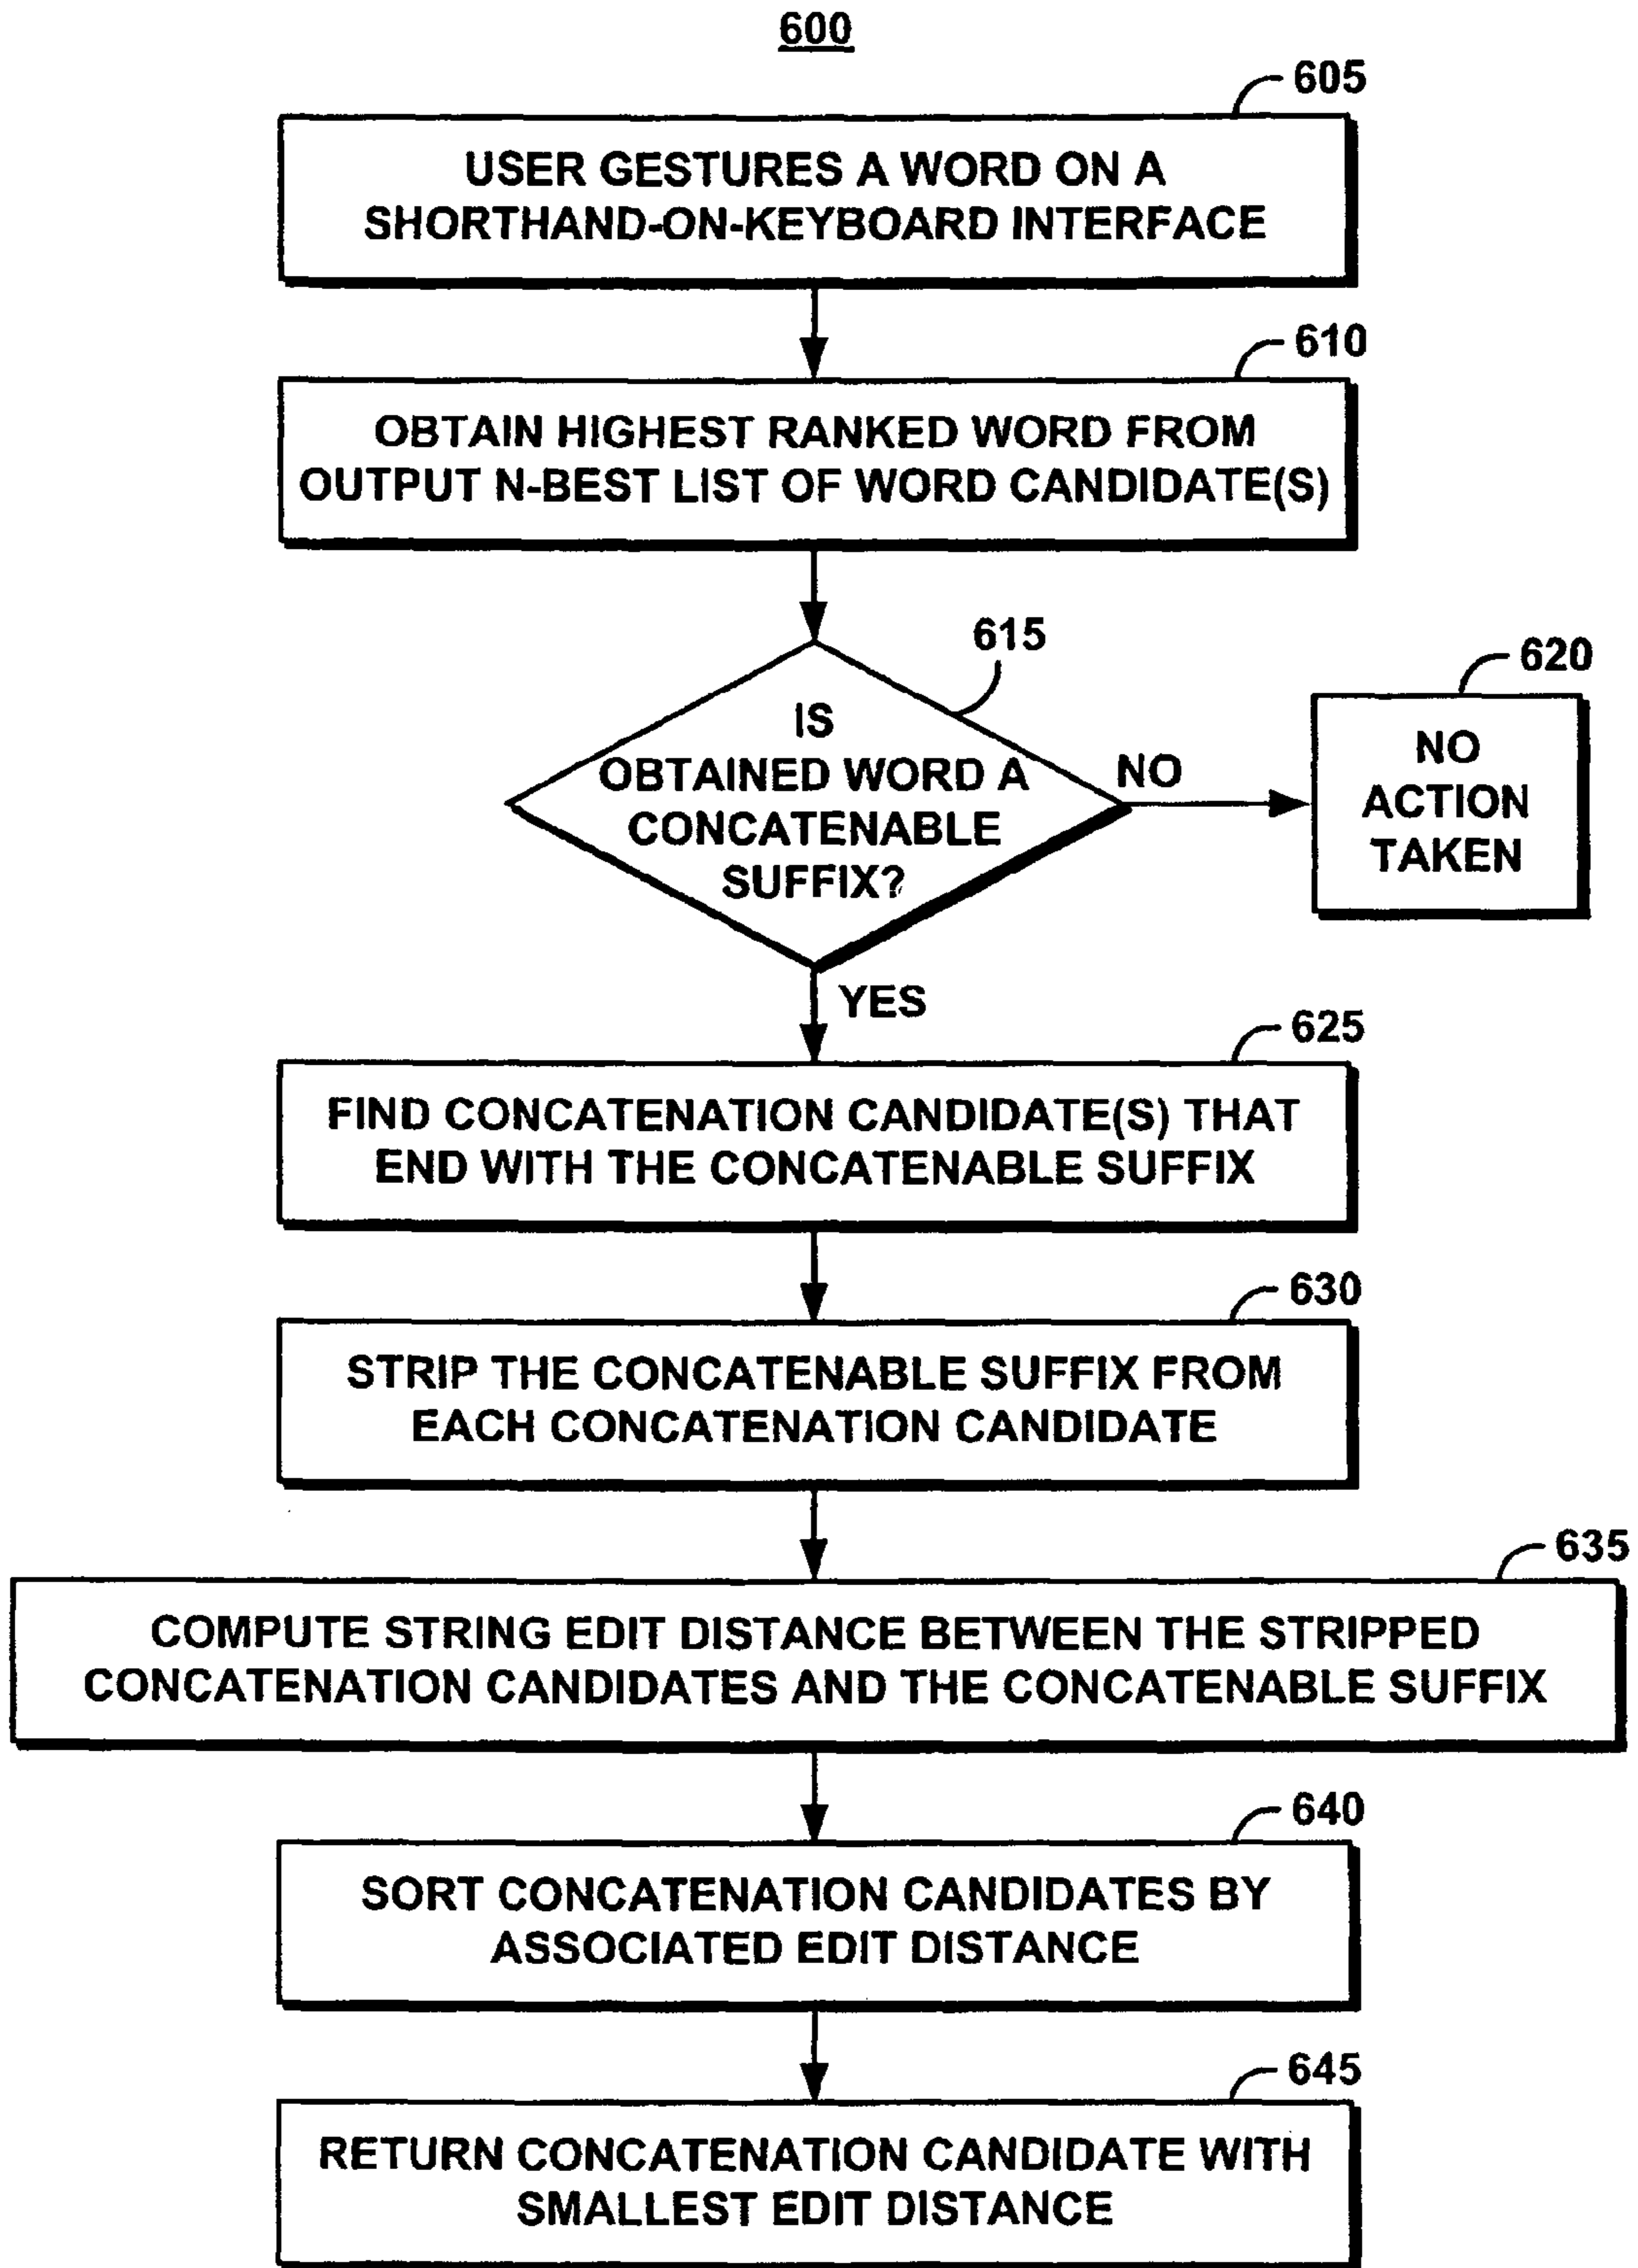 600
605
USER GESTURES A WORD ON A
SHORTHAND-ON-KEYBOARD INTERFACE
610
OBTAIN HIGHEST RANKED WORD FROM
OUTPUT N-BEST LIST OF WORD CANDIDATE(S)
615
IS
OBTAINED WORD A
CONCATENABLE
SUFFIX?
NO
620
NO
ACTION
TAKEN
YES
625
FIND CONCATENATION CANDIDATE(S) THAT
END WITH THE CONCATENABLE SUFFIX
630
STRIP THE CONCATENABLE SUFFIX FROM
EACH CONCATENATION CANDIDATE
635
COMPUTE STRING EDIT DISTANCE BETWEEN THE STRIPPED
CONCATENATION CANDIDATES AND THE CONCATENABLE SUFFIX
640
SORT CONCATENATION CANDIDATES BY
ASSOCIATED EDIT DISTANCE
645
RETURN CONCATENATION CANDIDATE WITH
SMALLEST EDIT DISTANCE